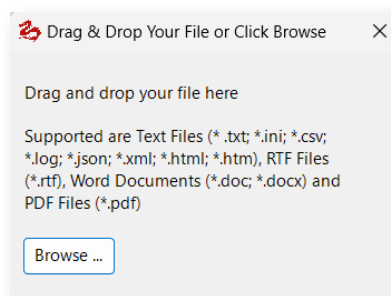 Drag & Drop Your File or Click Browse
Drag and drop your file here
Supported are Text Files (* .txt; *.ini; *.csv;
*.log; *.json; *.xml; *.html; *.htm), RTF Files
(*.rtf), Word Documents (*.doc; *.docx) and
PDF Files (*.pdf)
Browse ...